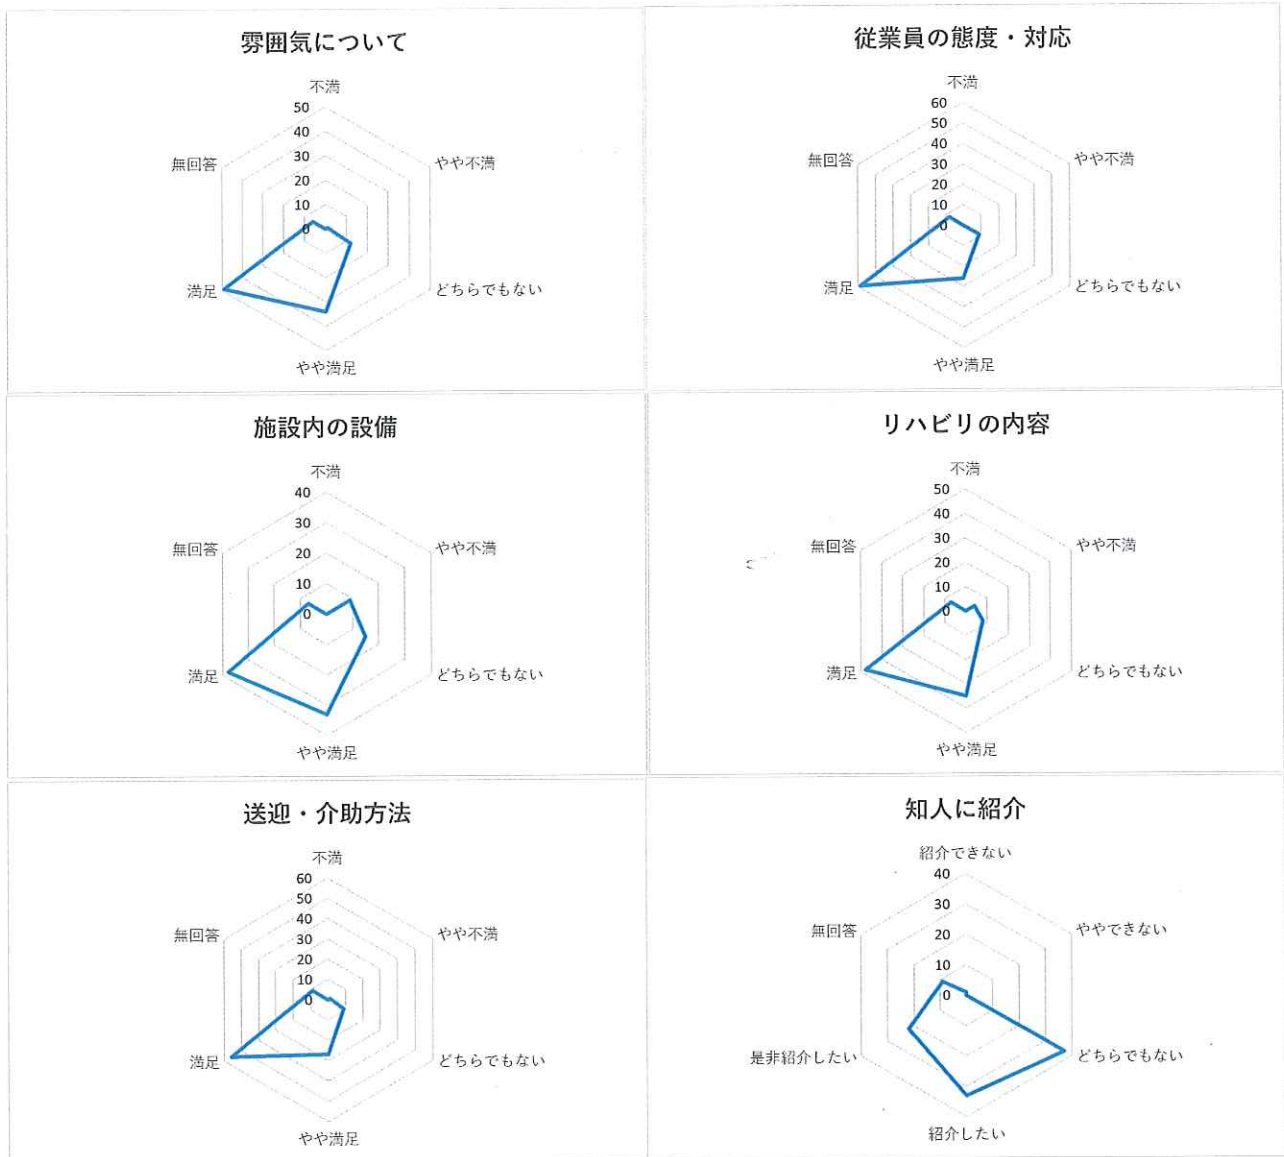 雰囲気について
不満
50
40
30
20
10
0
やや不満
どちらでもない
やや満足
満足
無回答
従業員の態度・対応
不満
60
50
40
30
20
10
0
やや不満
どちらでもない
やや満足
満足
無回答
施設内の設備
不満
40
30
20
10
0
やや不満
どちらでもない
やや満足
満足
無回答
リハビリの内容
不満
50
40
30
20
10
0
やや不満
どちらでもない
やや満足
満足
無回答
送迎・介助方法
不満
60
50
40
30
20
10
0
やや不満
どちらでもない
やや満足
満足
無回答
知人に紹介
紹介できない
40
30
20
10
0
ややできない
どちらでもない
紹介したい
是非紹介したい
無回答